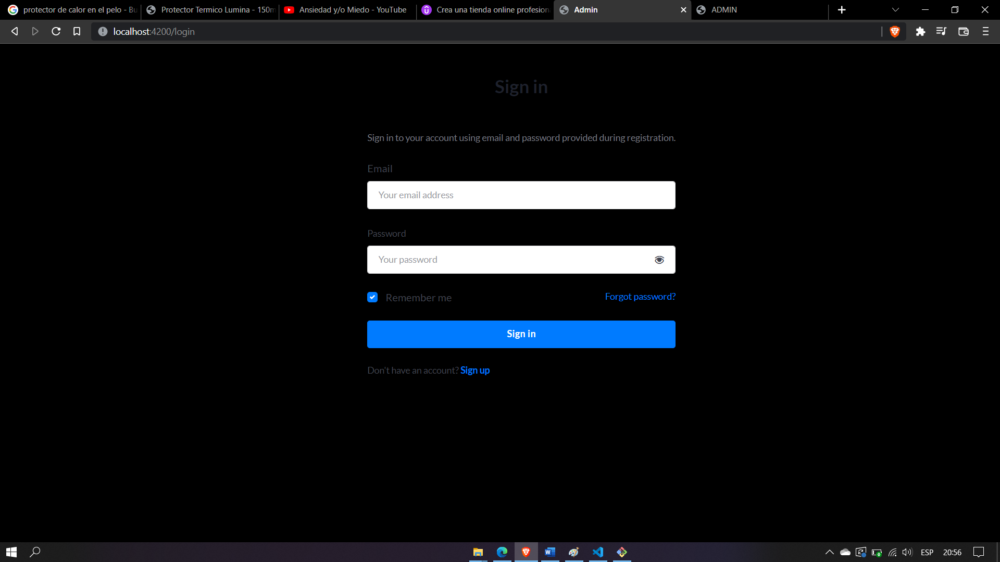 protector de calor en el pelo - Bu
Protector Termico Lumina - 150m
Ansiedad y/o Miedo - YouTube
Crea una tienda online profesion
Admin
ADMIN
localhost:4200/login
Sign in
Sign in to your account using email and password provided during registration.
Email
Your email address
Password
Your password
Remember me
Forgot password?
Sign in
Don't have an account? Sign up
ESP
20:56